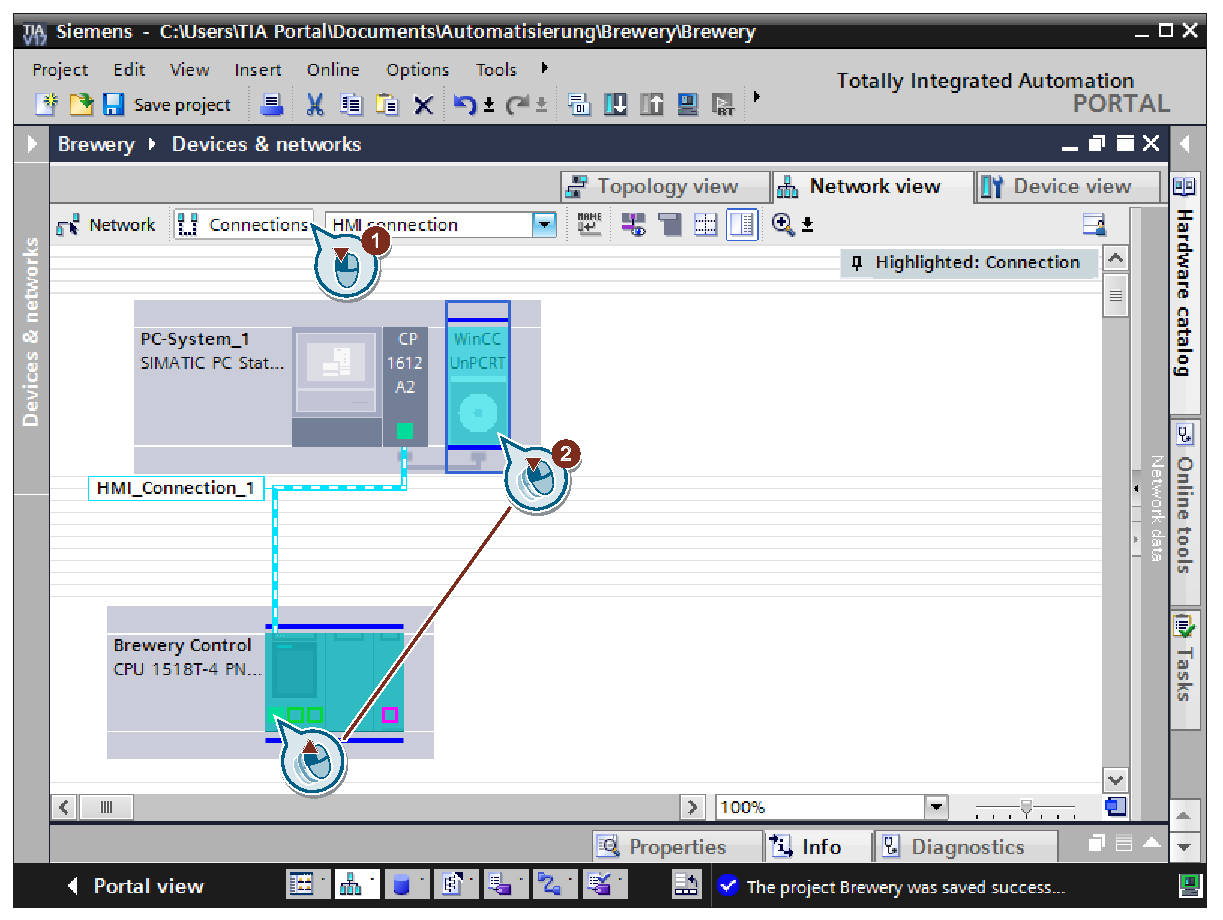 Siemens - C:\Users\TIA Portal\Documents\Automatisierung\Brewery\Brewery
Project Edit View Insert Online Options Tools
Totally Integrated Automation
PORTAL
Save project
Brewery Devices & networks
Topology view Network view Device view
Network Connections HMI connection
1
Highlighted: Connection
PC-System_1
SIMATIC PC Stat...
CP
1612
A2
WinCC
UnPCRT
2
HMI_Connection_1
Brewery Control
CPU 1518T-4 PN...
100%
Properties Info Diagnostics
Portal view
The project Brewery was saved success...
Devices & networks
Network data
Hardware catalog
Online tools
Tasks